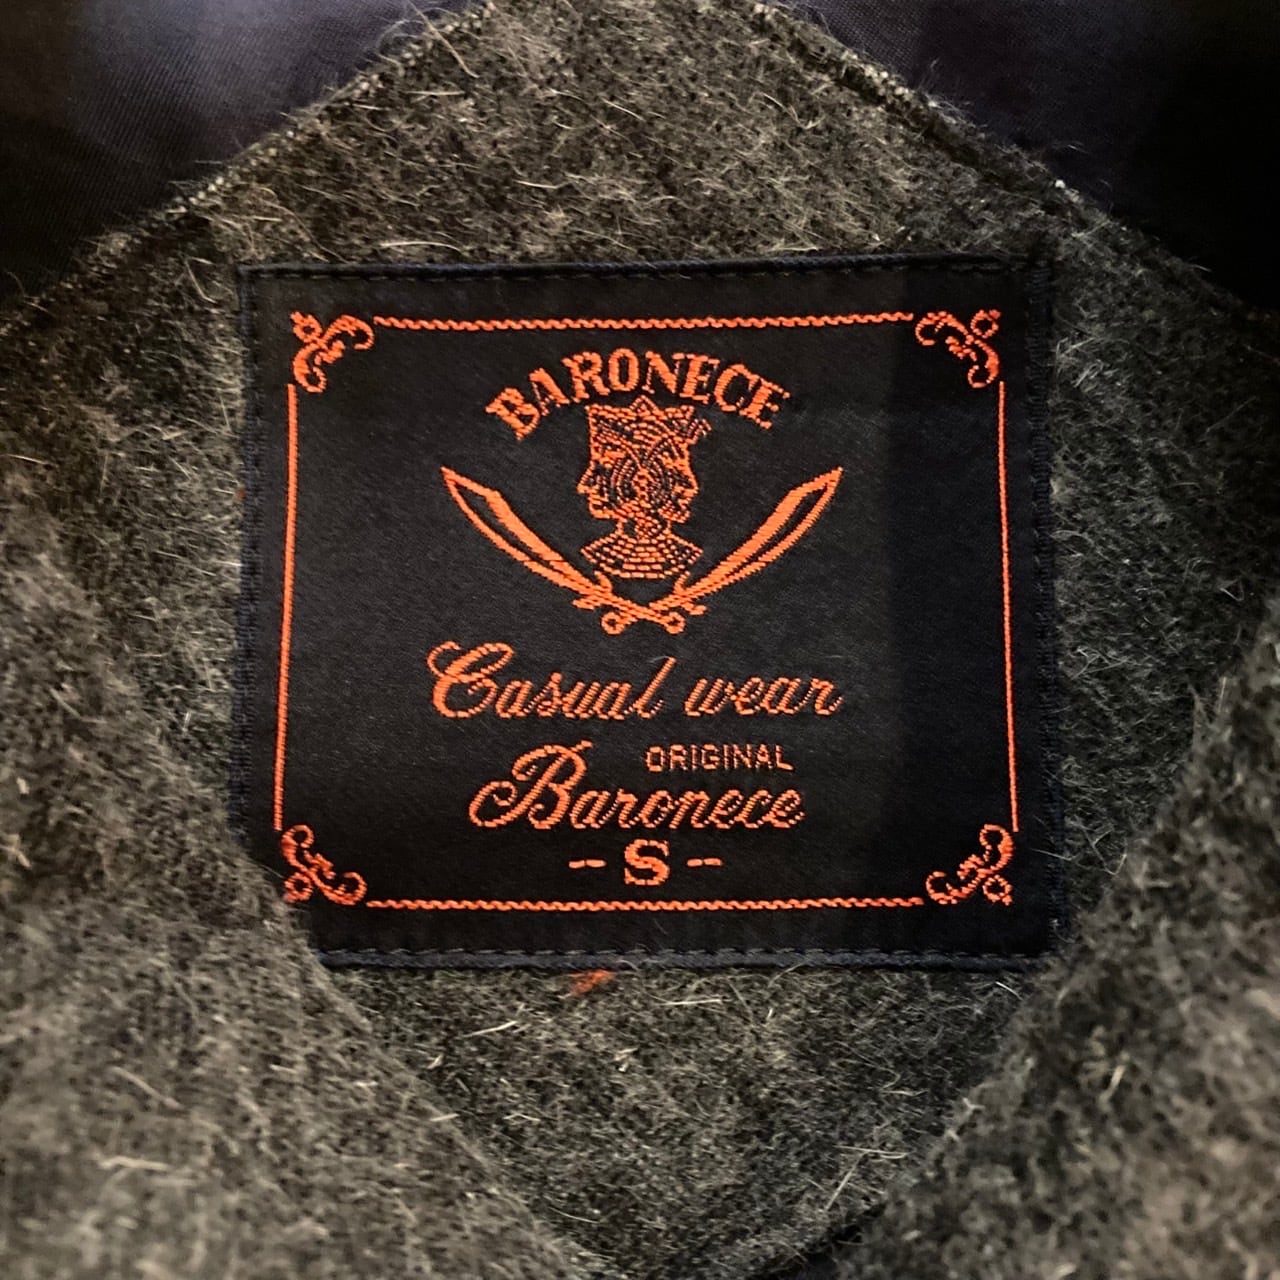 BARONECE
Casual wear
ORIGINAL
Baronece
- S -